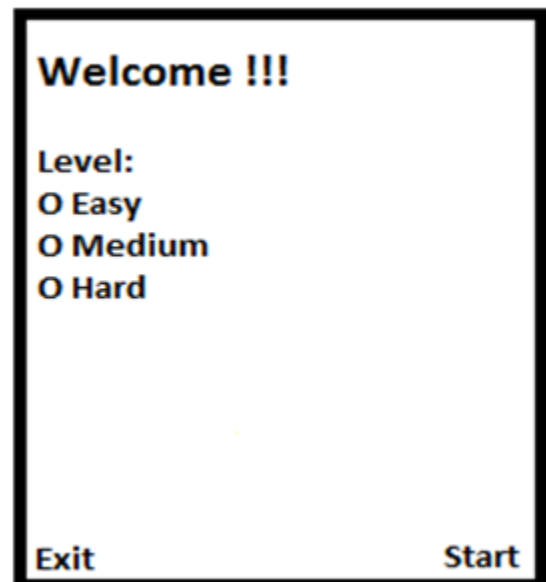 Welcome !!!
Level:
O Easy
O Medium
O Hard
Exit Start